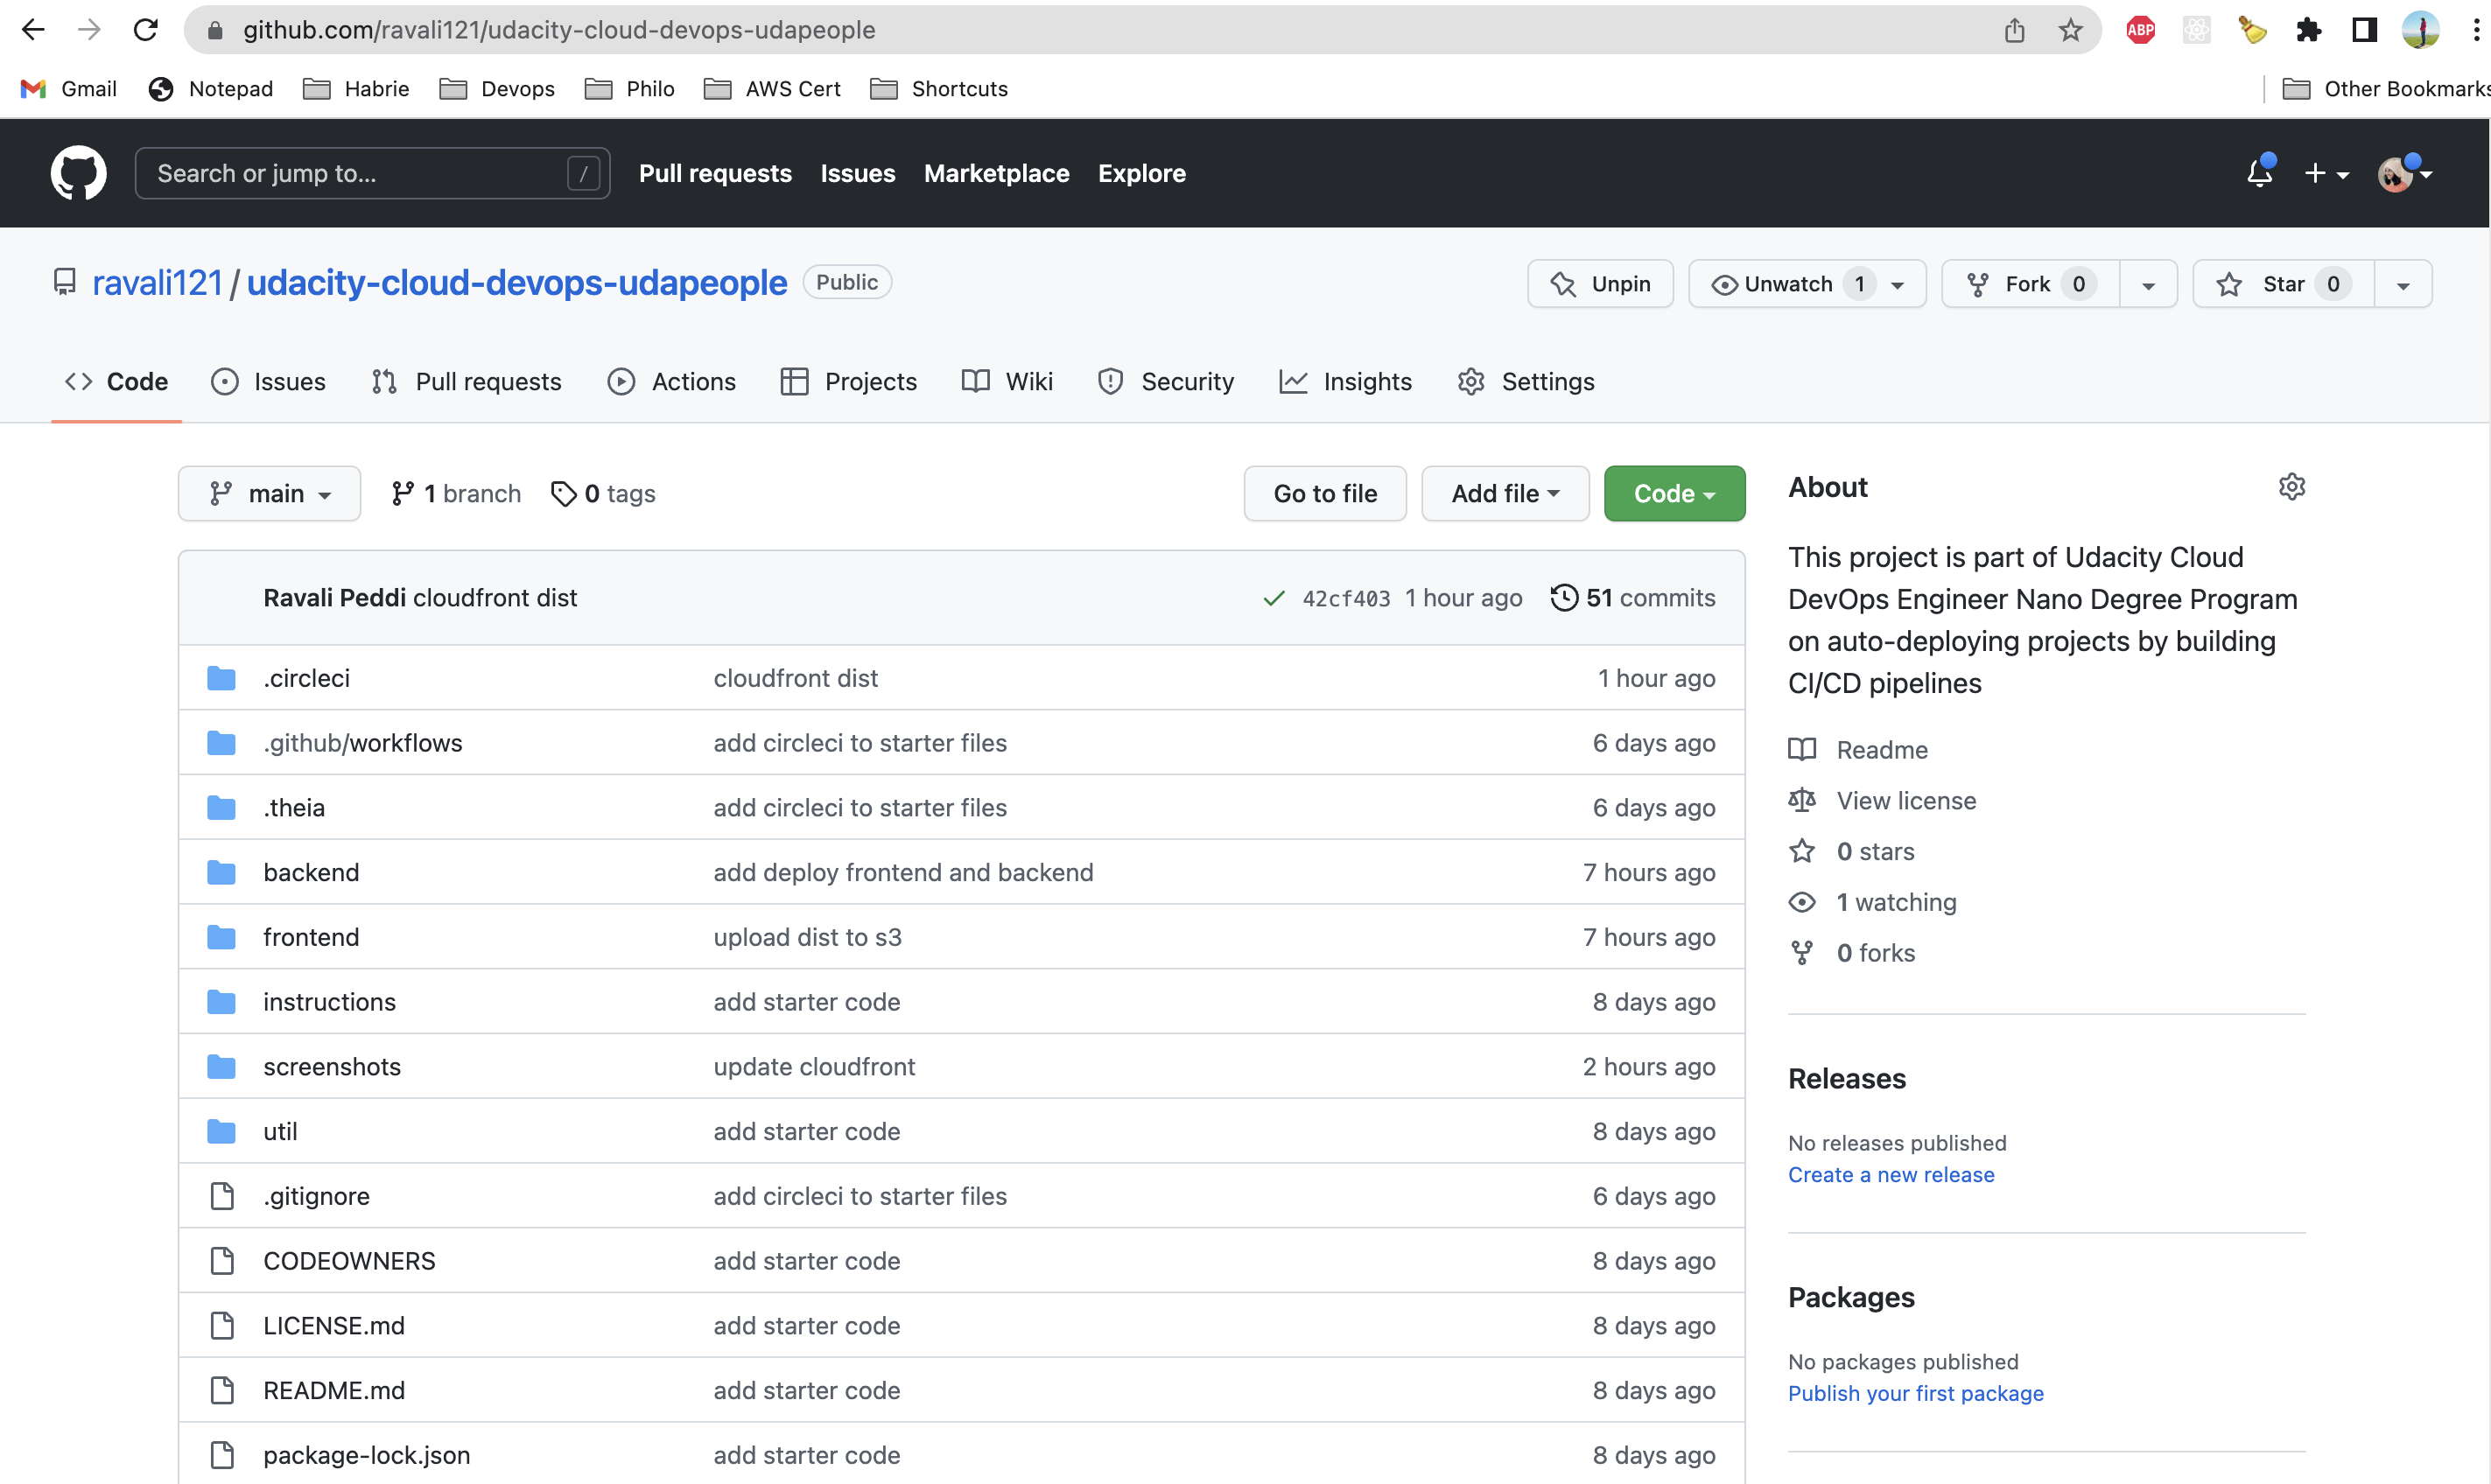 github.com/ravali121/udacity-cloud-devops-udapeople
ABP
Gmail Notepad Habrie Devops Philo AWS Cert Shortcuts Other Bookmarks
Search or jump to... / Pull requests Issues Marketplace Explore
ravali121 / udacity-cloud-devops-udapeople Public Unpin Unwatch 1 Fork 0 Star 0
Code Issues Pull requests Actions Projects Wiki Security Insights Settings
main 1 branch 0 tags Go to file Add file Code
Ravali Peddi cloudfront dist 42cf403 1 hour ago 51 commits
.circleci cloudfront dist 1 hour ago
.github/workflows add circleci to starter files 6 days ago
.theia add circleci to starter files 6 days ago
backend add deploy frontend and backend 7 hours ago
frontend upload dist to s3 7 hours ago
instructions add starter code 8 days ago
screenshots update cloudfront 2 hours ago
util add starter code 8 days ago
.gitignore add circleci to starter files 6 days ago
CODEOWNERS add starter code 8 days ago
LICENSE.md add starter code 8 days ago
README.md add starter code 8 days ago
package-lock.json add starter code 8 days ago
About
This project is part of Udacity Cloud
DevOps Engineer Nano Degree Program
on auto-deploying projects by building
CI/CD pipelines
Readme
View license
0 stars
1 watching
0 forks
Releases
No releases published
Create a new release
Packages
No packages published
Publish your first package